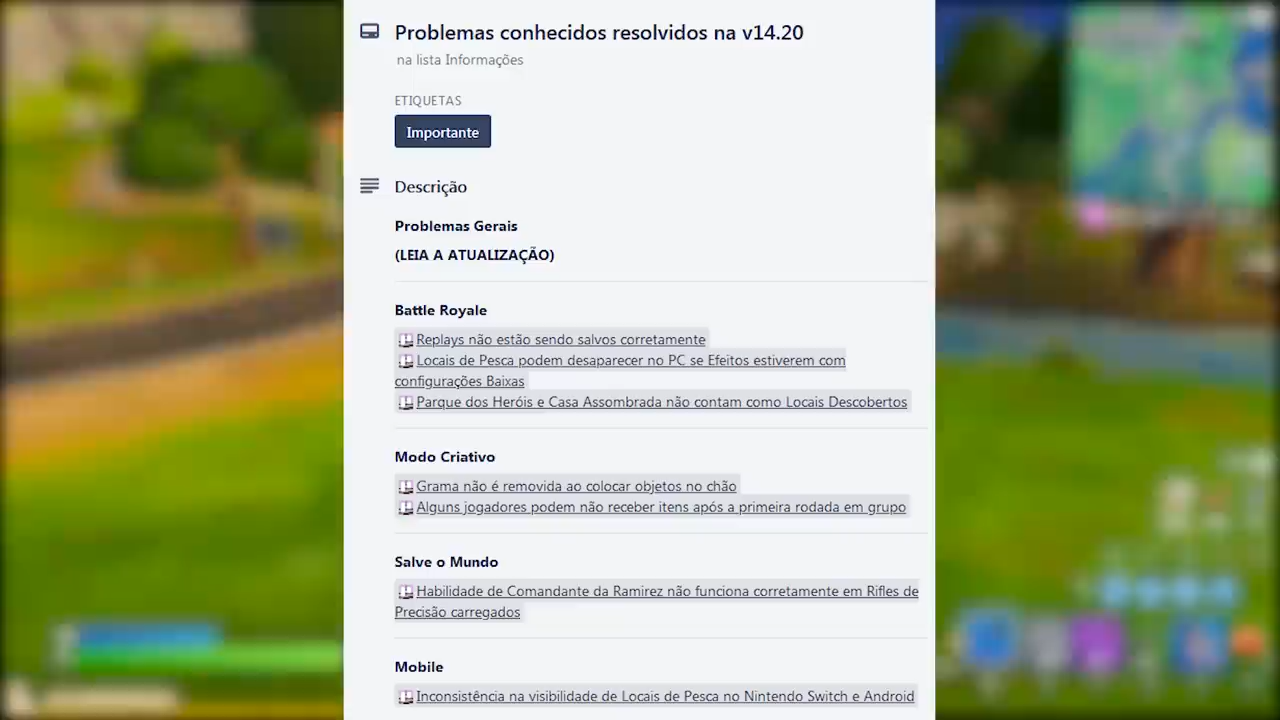 Problemas conhecidos resolvidos na v14.20
na lista Informações
ETIQUETAS
Importante
Descrição
Problemas Gerais
(LEIA A ATUALIZAÇÃO)
Battle Royale
Replays não estão sendo salvos corretamente
Locais de Pesca podem desaparecer no PC se Efeitos estiverem com
configurações Baixas
Parque dos Heróis e Casa Assombrada não contam como Locais Descobertos
Modo Criativo
Grama não é removida ao colocar objetos no chão
Alguns jogadores podem não receber itens após a primeira rodada em grupo
Salve o Mundo
Habilidade de Comandante da Ramirez não funciona corretamente em Rifles de
Precisão carregados
Mobile
Inconsistência na visibilidade de Locais de Pesca no Nintendo Switch e Android